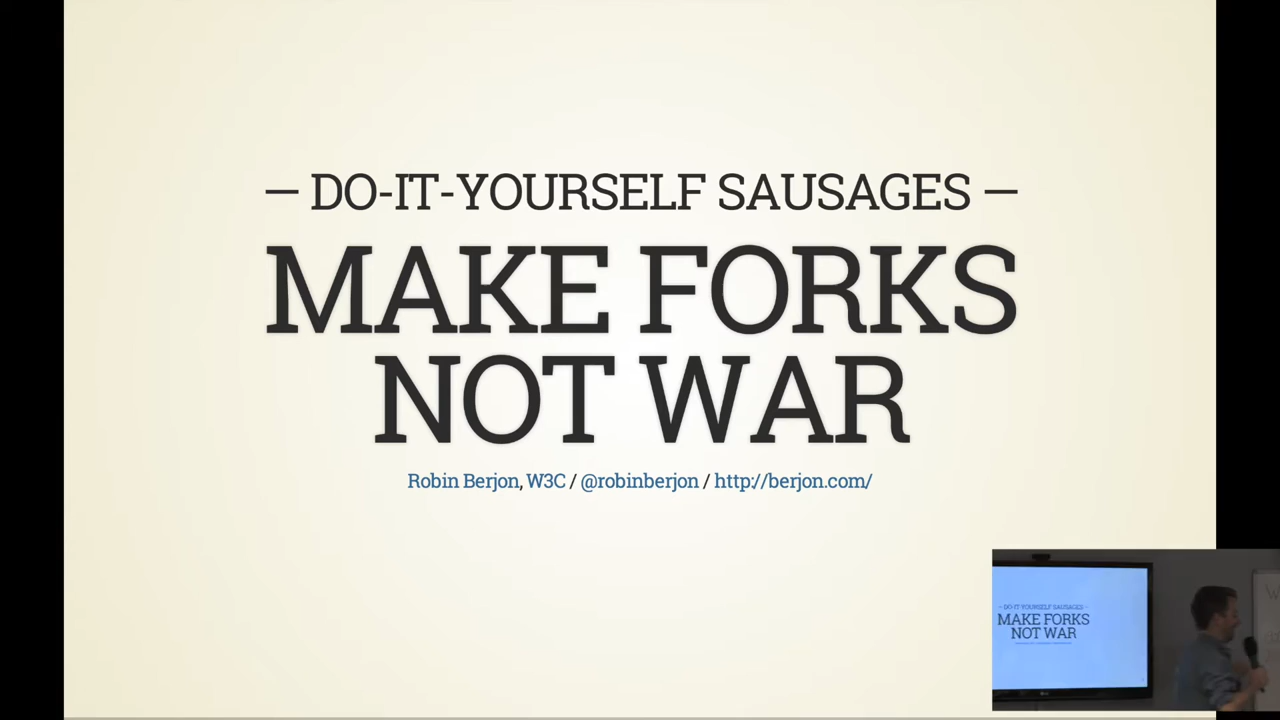 — DO-IT-YOURSELF SAUSAGES —
MAKE FORKS
NOT WAR
Robin Berjon, W3C / @robinberjon / http://berjon.com/
— DO-IT-YOURSELF SAUSAGES —
MAKE FORKS
NOT WAR